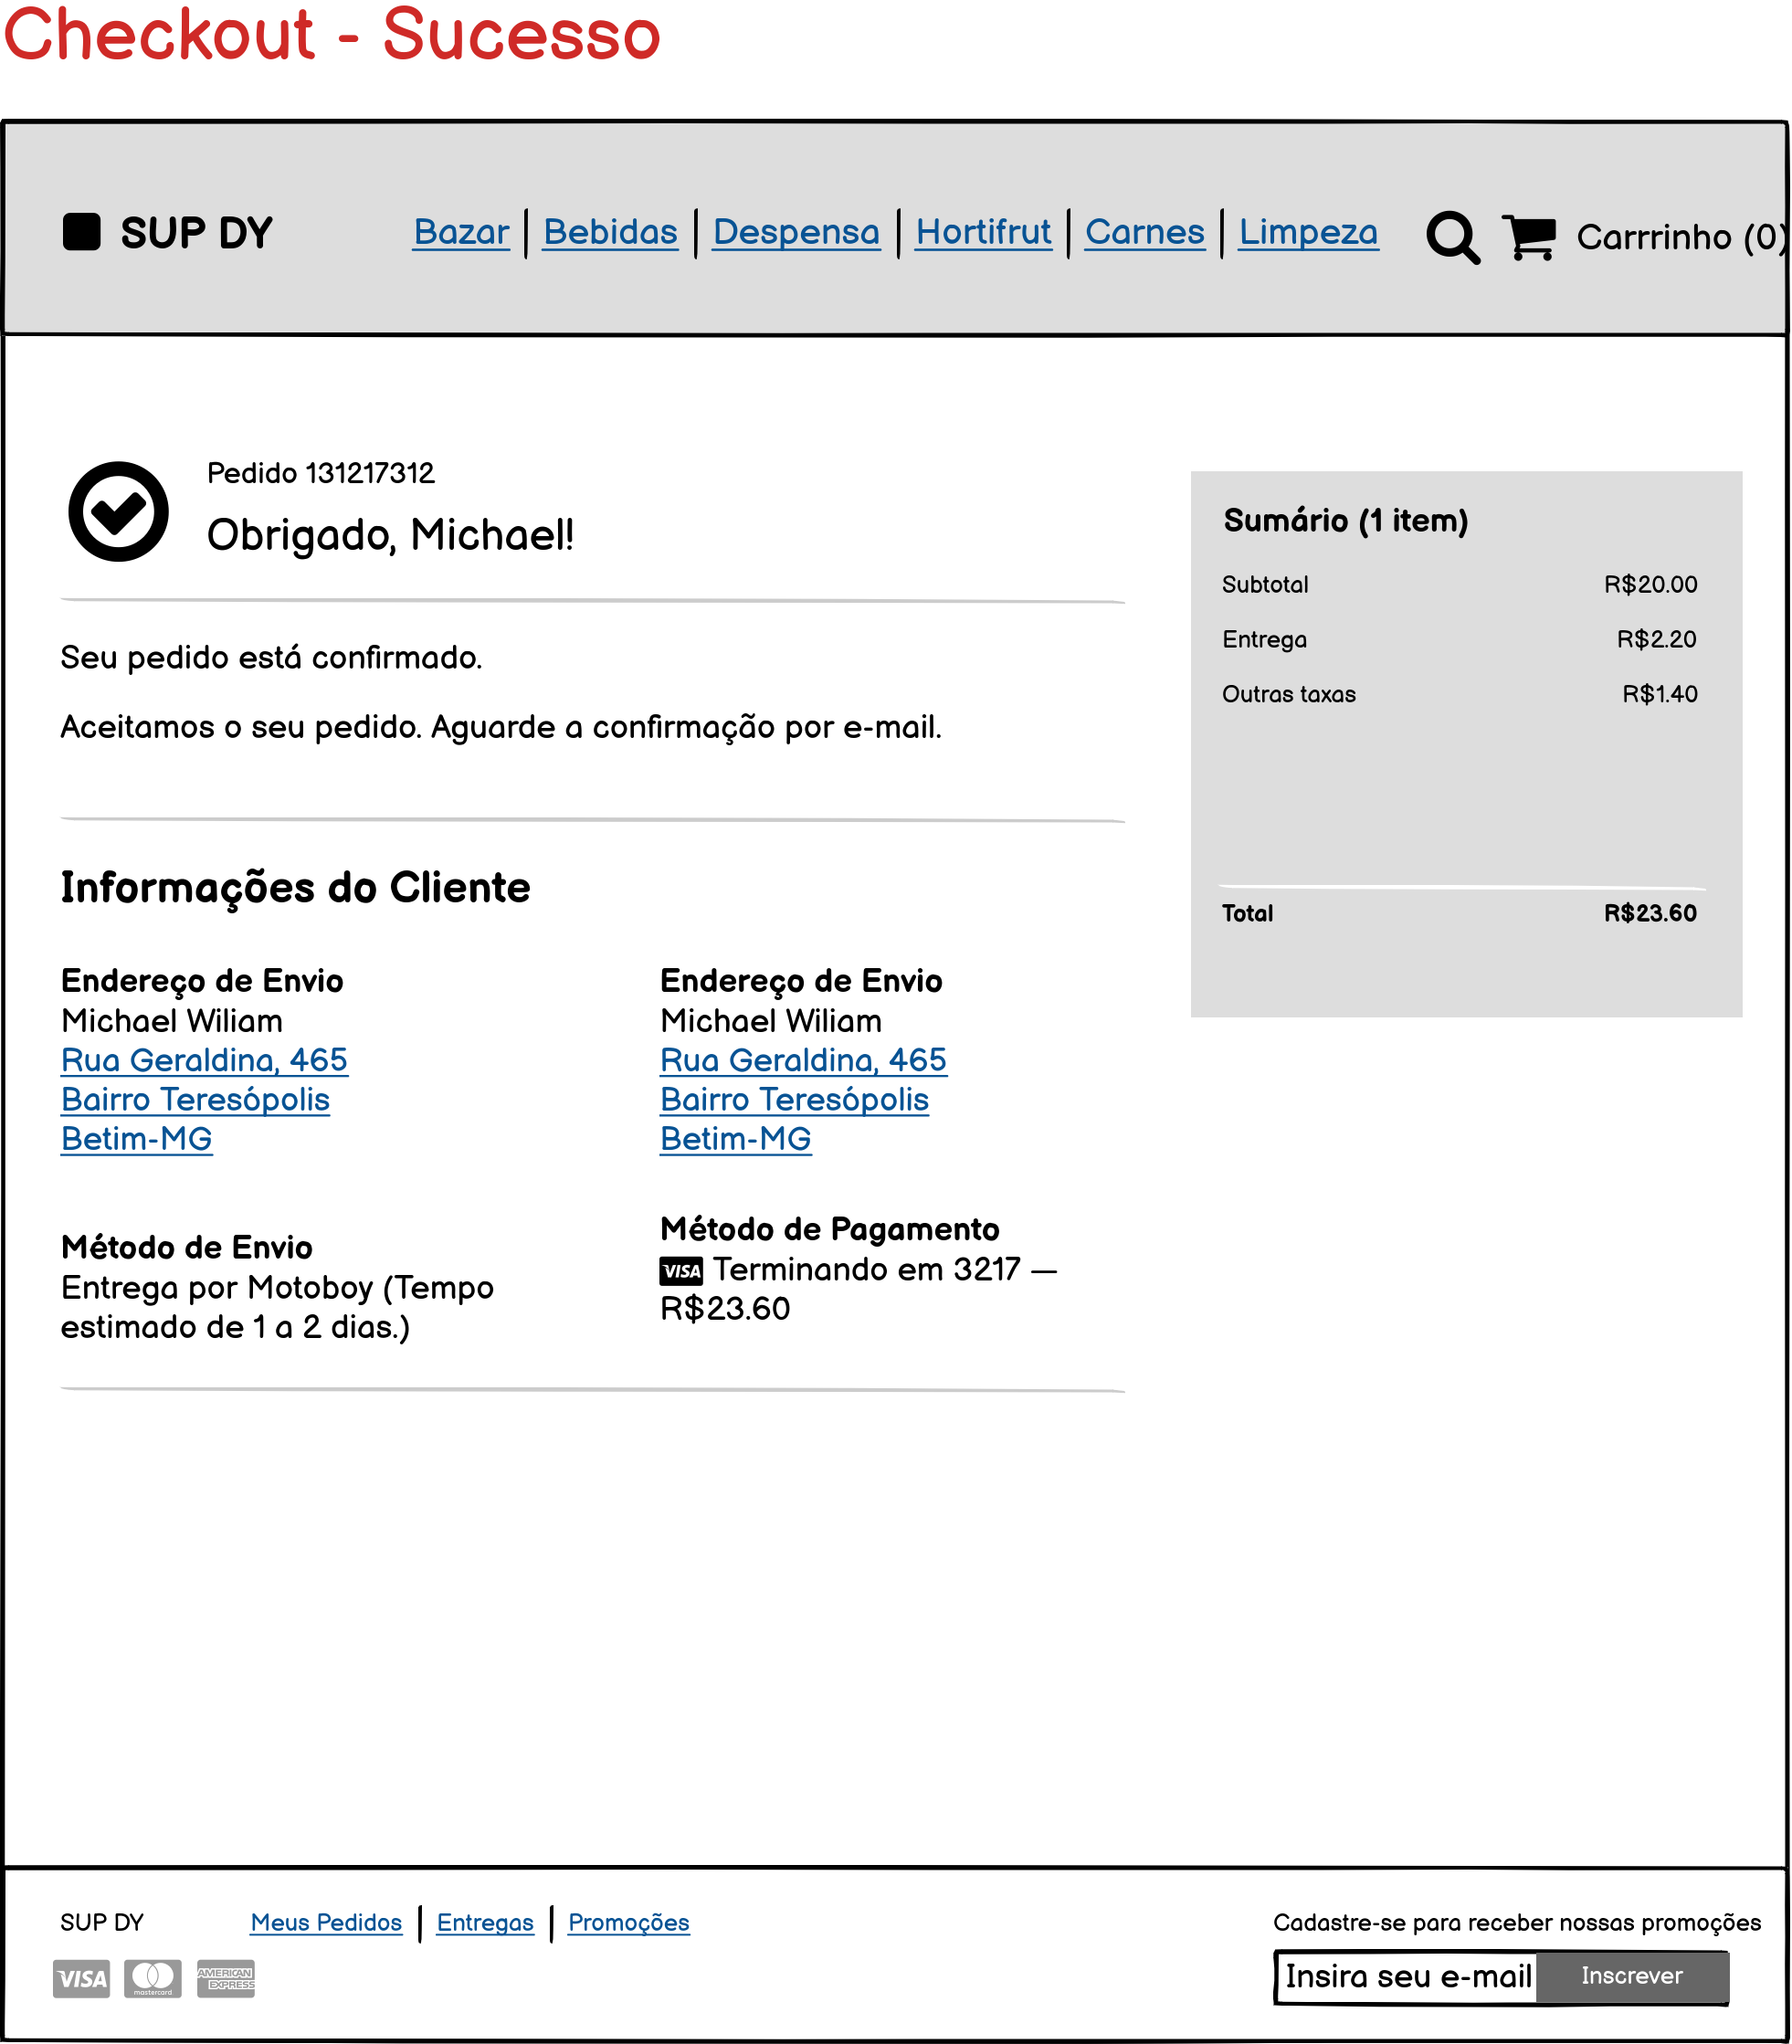 Checkout - Sucesso
SUP DY
Bazar | Bebidas | Despensa | Hortifrut | Carnes | Limpeza
Carrrinho (0)
Pedido 131217312
Obrigado, Michael!
Seu pedido está confirmado.
Aceitamos o seu pedido. Aguarde a confirmação por e-mail.
Sumário (1 item)
Subtotal R$20.00
Entrega R$2.20
Outras taxas R$1.40
Total R$23.60
Informações do Cliente
Endereço de Envio
Michael Wiliam
Rua Geraldina, 465
Bairro Teresópolis
Betim-MG
Endereço de Envio
Michael Wiliam
Rua Geraldina, 465
Bairro Teresópolis
Betim-MG
Método de Envio
Entrega por Motoboy (Tempo
estimado de 1 a 2 dias.)
Método de Pagamento
VISA Terminando em 3217 —
R$23.60
SUP DY
Meus Pedidos | Entregas | Promoções
VISA mastercard AMERICAN EXPRESS
Cadastre-se para receber nossas promoções
Insira seu e-mail Inscrever